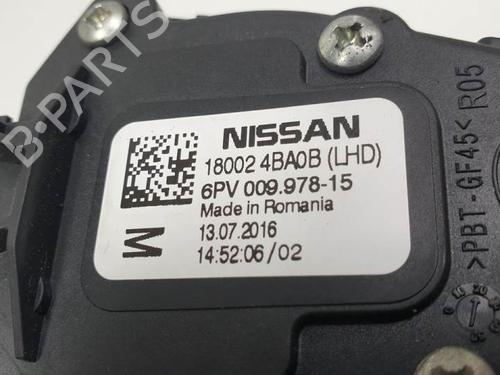 NISSAN
18002 4BA0B (LHD)
6PV 009.978-15
Made in Romania
13.07.2016
14:52:06/02
M
>PBT-GF45< R05
B-PARTS